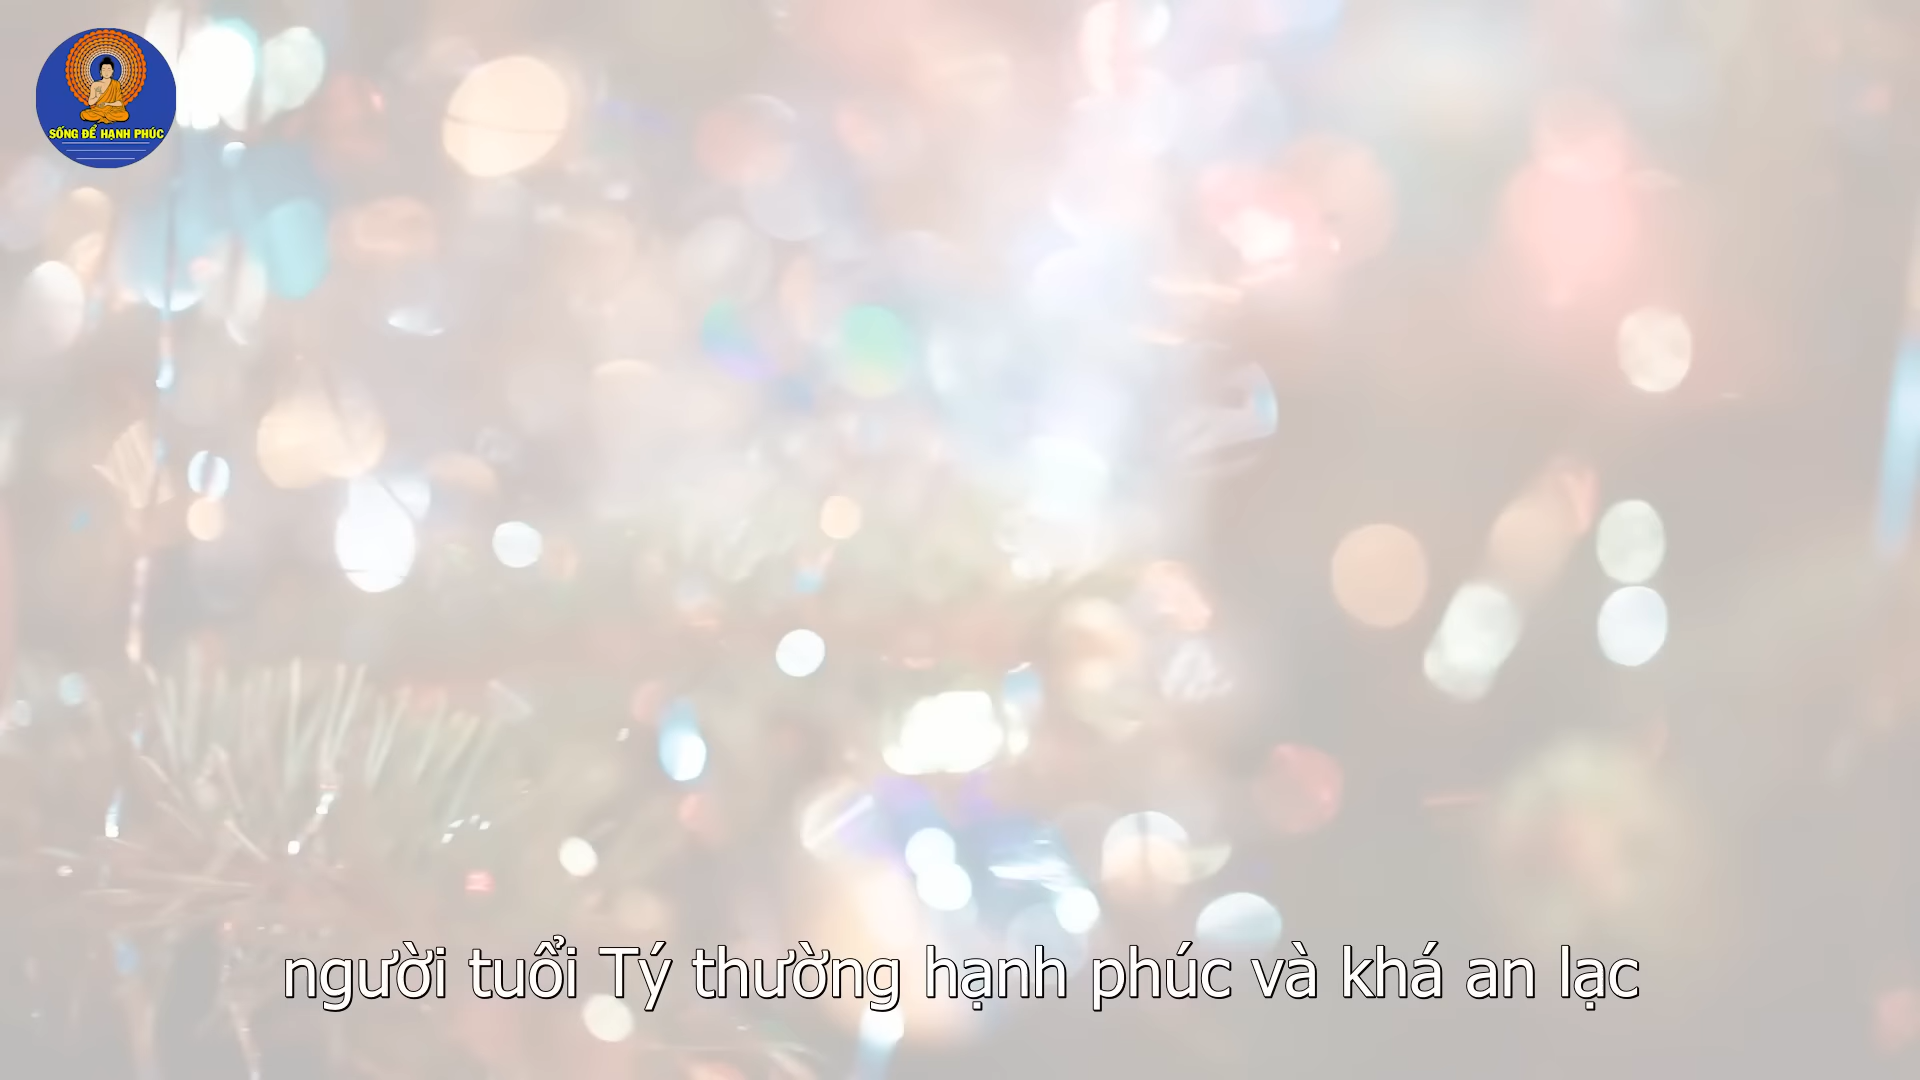 SỐNG ĐỂ HẠNH PHÚC
người tuổi Tý thường hạnh phúc và khá an lạc